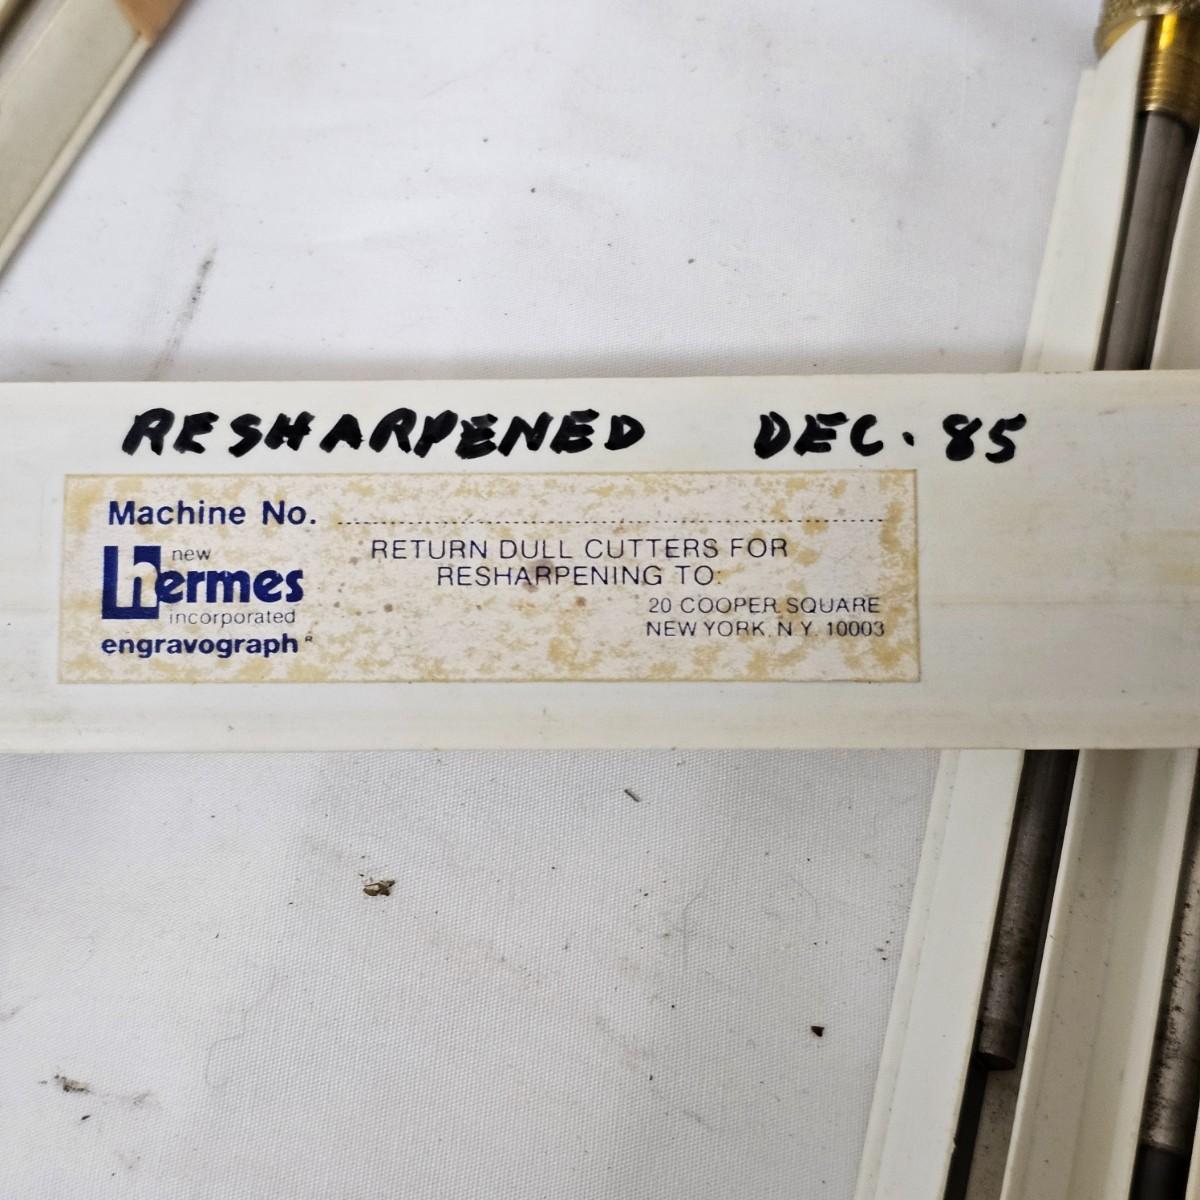 RESHARPENED DEC. 85
Machine No. ........................
new
hermes
incorporated
engravograph®
RETURN DULL CUTTERS FOR
RESHARPENING TO:
20 COOPER SQUARE
NEW YORK, N.Y. 10003